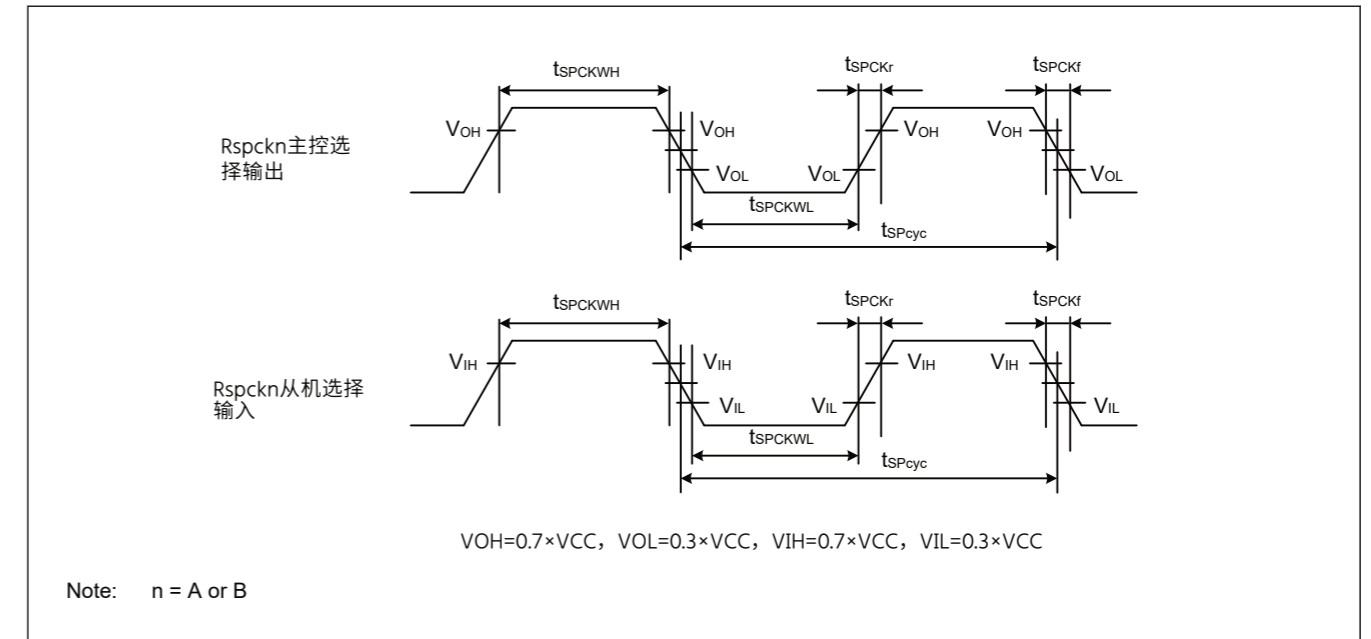 tSPCKWH
tSPCKr
tSPCKf
VOH
VOH
VOH
VOH
Rspckn主控选
择输出
VOL
VOL
VOL
tSPCKWL
tSPcyc
tSPCKWH
tSPCKr
tSPCKf
VIH
VIH
VIH
VIH
Rspckn从机选择
输入
VIL
VIL
VIL
tSPCKWL
tSPcyc
VOH=0.7×VCC，VOL=0.3×VCC，VIH=0.7×VCC，VIL=0.3×VCC
Note: n = A or B